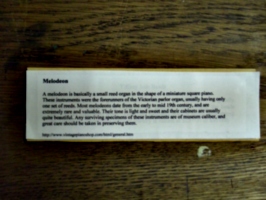 Melodeon
A melodeon is basically a small reed organ in the shape of a miniature square piano.
These instruments were the forerunners of the Victorian parlor organ, usually having only
one set of reeds. Most melodeons date from the early to mid 19th century, and are
extremely rare and valuable. Their tone is light and sweet and their cabinets are usually
quite beautiful. Any surviving specimens of these instruments are of museum caliber, and
great care should be taken in preserving them.